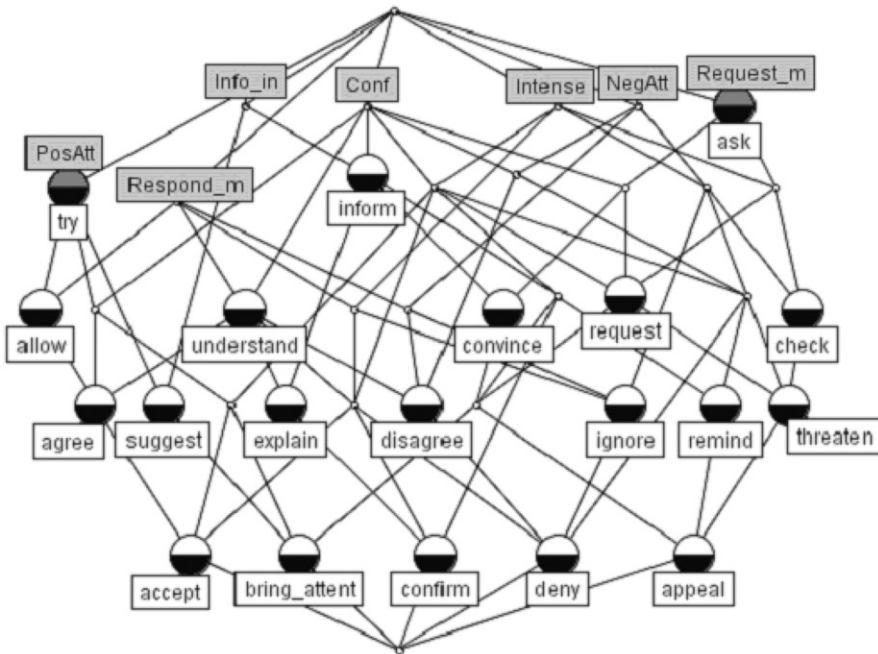 Info_in
Conf
Intense
NegAtt
Request_m
ask
PosAtt
Respond_m
try
inform
allow
understand
convince
request
check
agree
suggest
explain
disagree
ignore
remind
threaten
accept
bring_attent
confirm
deny
appeal